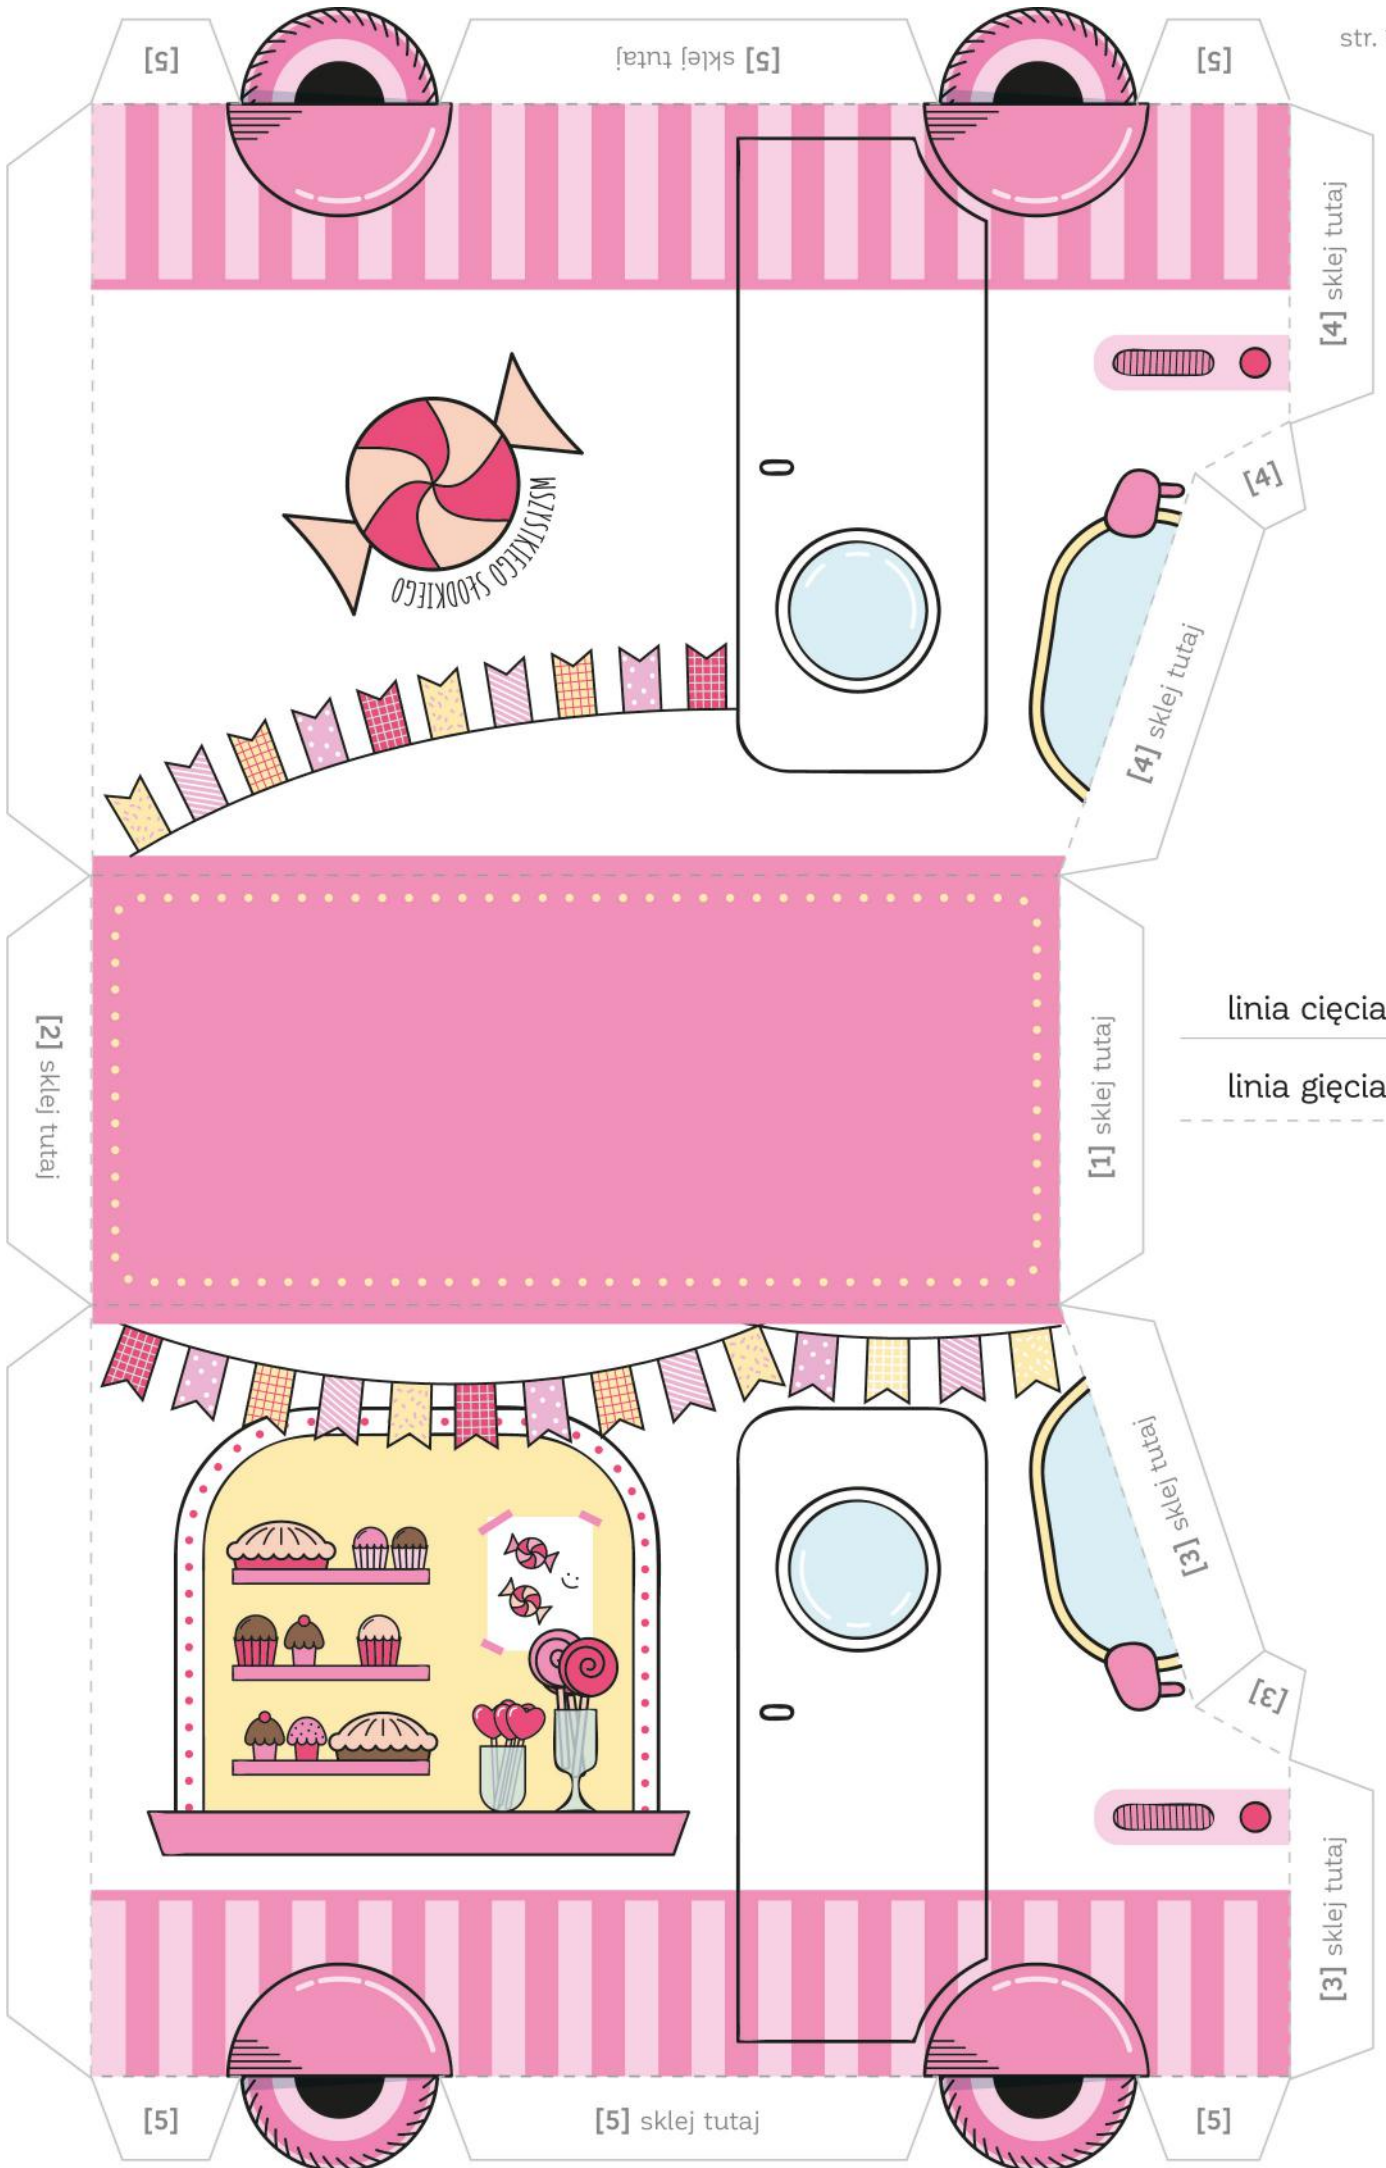 str.
[5]
[5] sklej tutaj
[5]
[4] sklej tutaj
[4]
WSZYSTKIEGO SŁODKIEGO
[4] sklej tutaj
[2] sklej tutaj
[1] sklej tutaj
linia cięcia
linia gięcia
[3] sklej tutaj
[3]
[3] sklej tutaj
[5]
[5] sklej tutaj
[5]